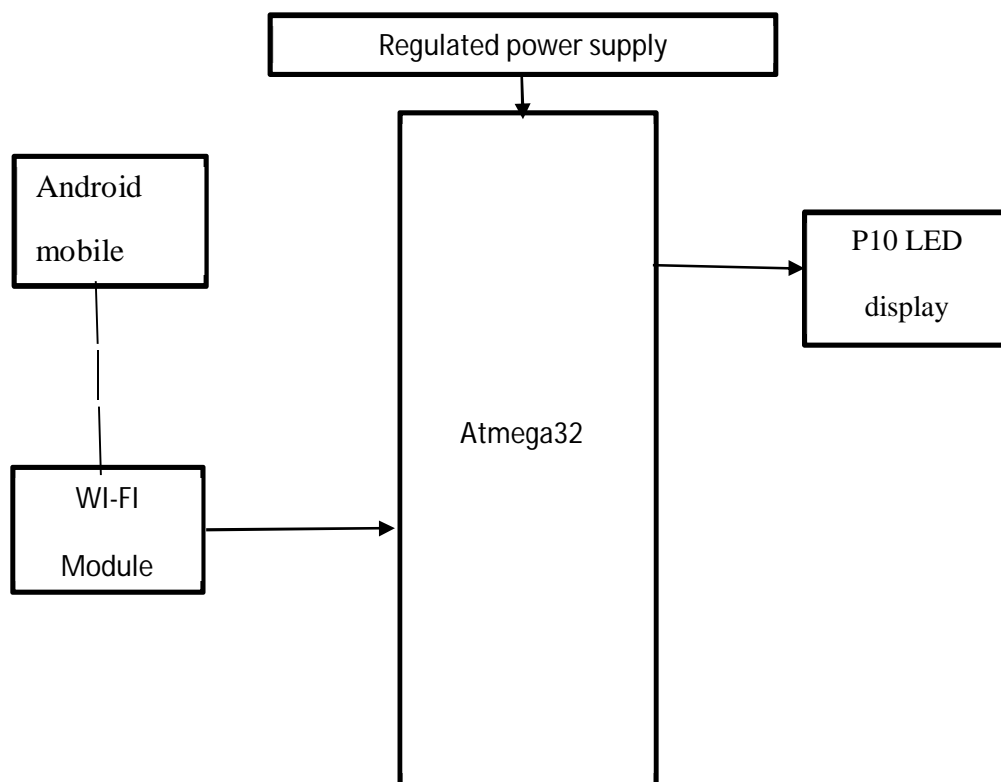 Regulated power supply
Android
mobile
P10 LED
display
Atmega32
WI-FI
Module